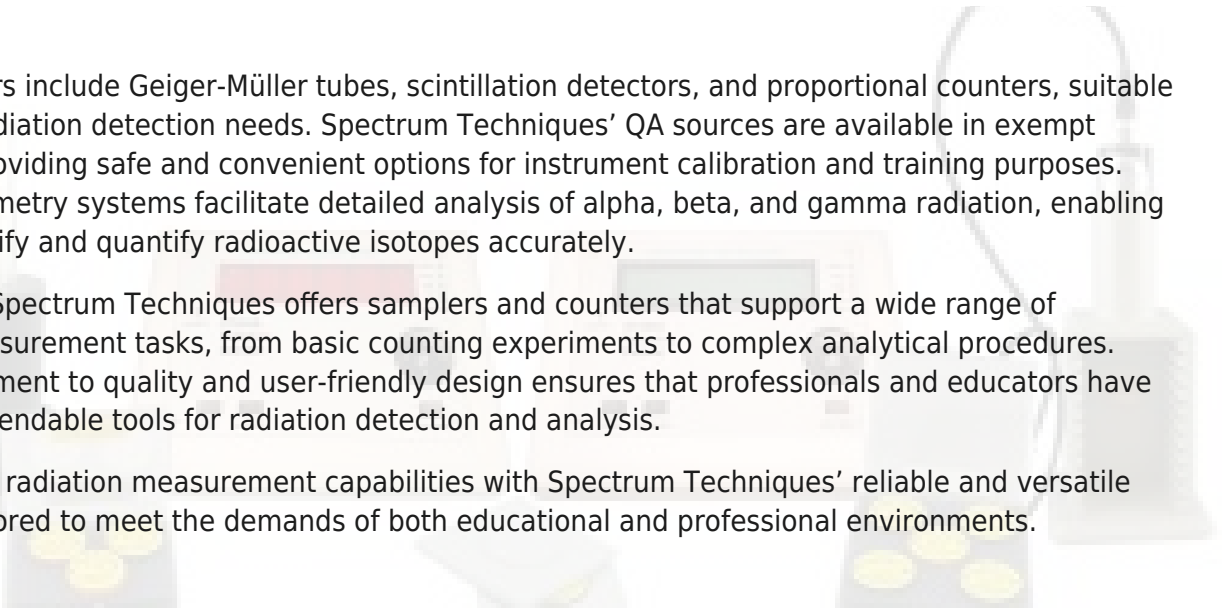 rs include Geiger-Müller tubes, scintillation detectors, and proportional counters, suitable
diation detection needs. Spectrum Techniques’ QA sources are available in exempt
oviding safe and convenient options for instrument calibration and training purposes.
metry systems facilitate detailed analysis of alpha, beta, and gamma radiation, enabling
ify and quantify radioactive isotopes accurately.
Spectrum Techniques offers samplers and counters that support a wide range of
surement tasks, from basic counting experiments to complex analytical procedures.
ment to quality and user-friendly design ensures that professionals and educators have
endable tools for radiation detection and analysis.
radiation measurement capabilities with Spectrum Techniques’ reliable and versatile
ored to meet the demands of both educational and professional environments.